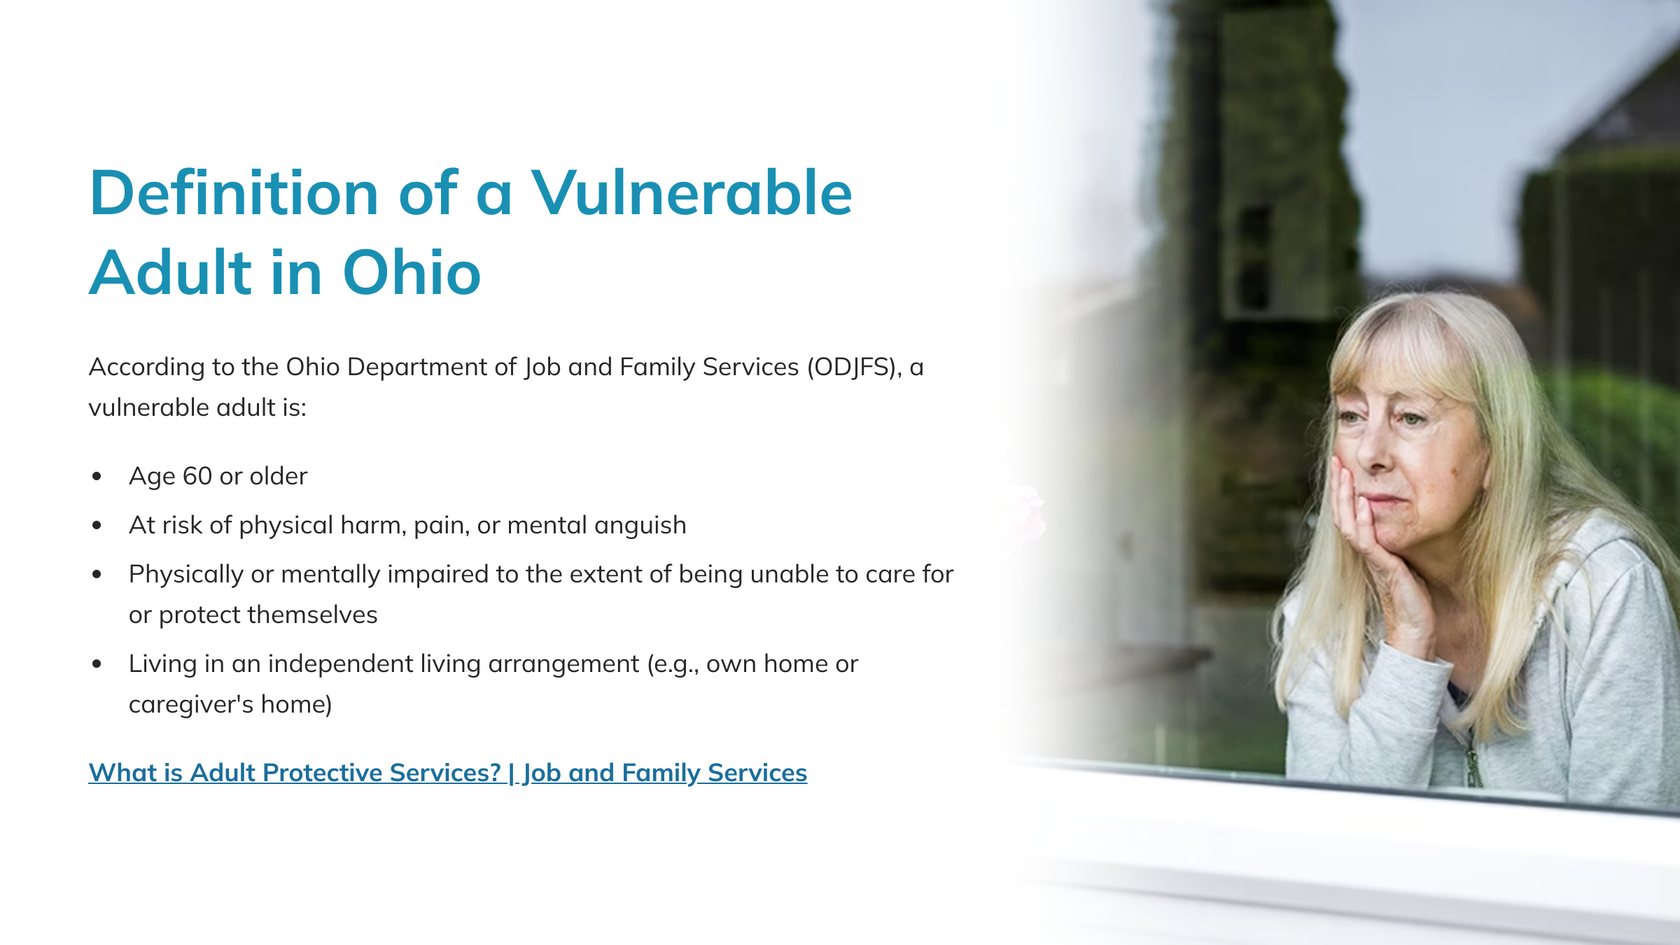 Definition of a Vulnerable
Adult in Ohio
According to the Ohio Department of Job and Family Services (ODJFS), a
vulnerable adult is:
• Age 60 or older
• At risk of physical harm, pain, or mental anguish
• Physically or mentally impaired to the extent of being unable to care for
or protect themselves
• Living in an independent living arrangement (e.g., own home or
caregiver's home)
What is Adult Protective Services? | Job and Family Services